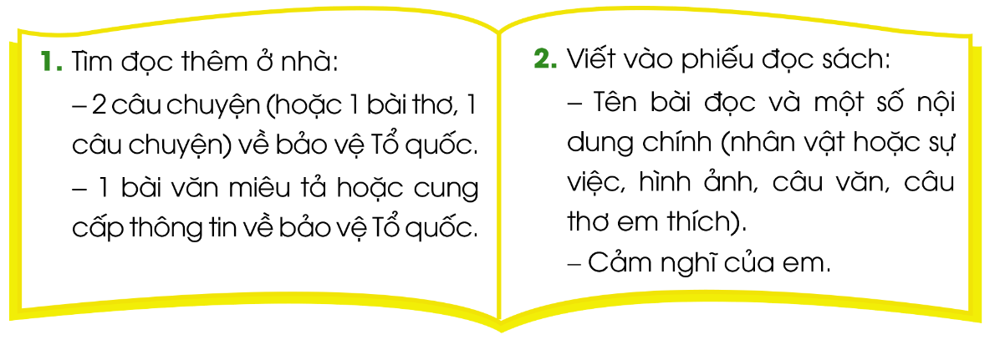 1. Tìm đọc thêm ở nhà:
– 2 câu chuyện (hoặc 1 bài thơ, 1
câu chuyện) về bảo vệ Tổ quốc.
– 1 bài văn miêu tả hoặc cung
cấp thông tin về bảo vệ Tổ quốc.
2. Viết vào phiếu đọc sách:
– Tên bài đọc và một số nội
dung chính (nhân vật hoặc sự
việc, hình ảnh, câu văn, câu
thơ em thích).
– Cảm nghĩ của em.